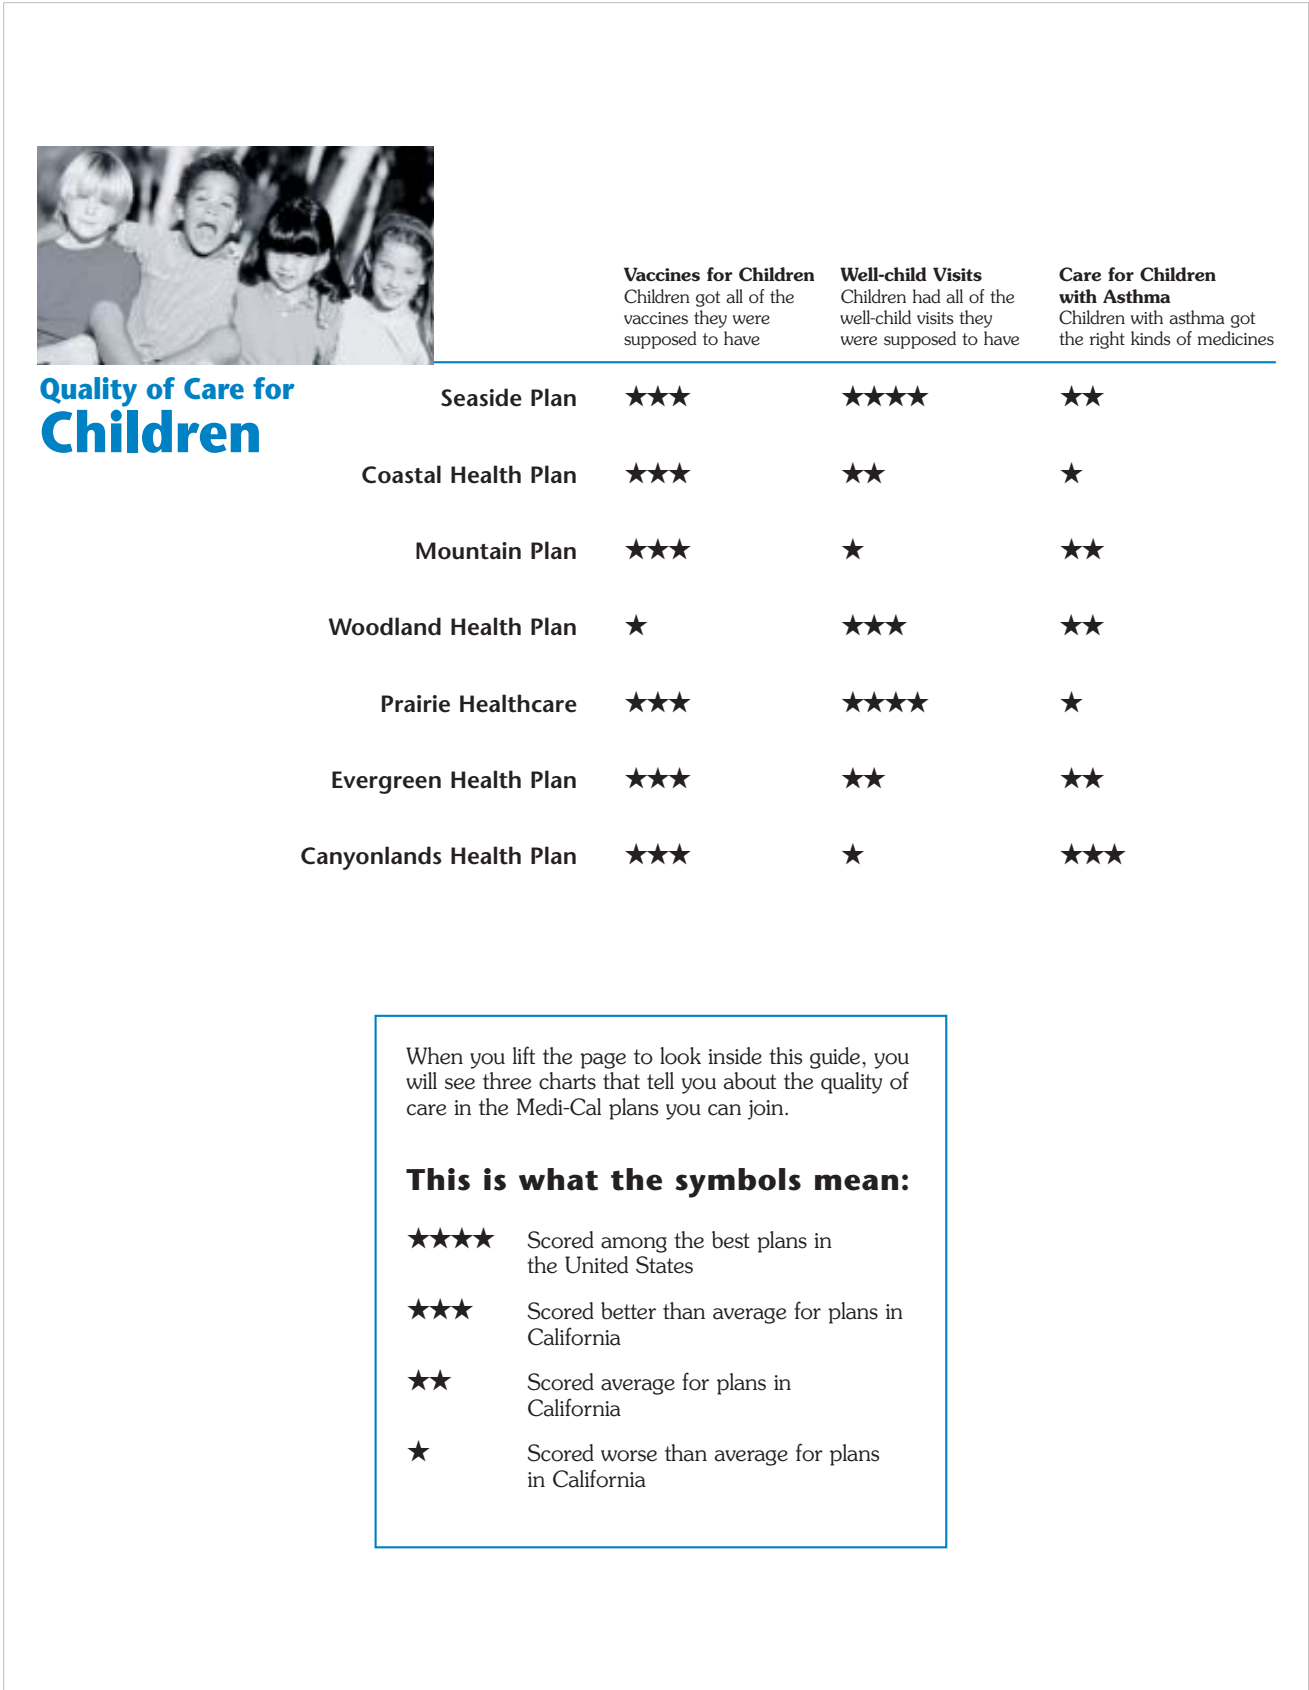 Vaccines for Children
Children got all of the
vaccines they were
supposed to have
Well-child Visits
Children had all of the
well-child visits they
were supposed to have
Care for Children
with Asthma
Children with asthma got
the right kinds of medicines
Quality of Care for
Children
Seaside Plan ★★★ ★★★★ ★★
Coastal Health Plan ★★★ ★★ ★
Mountain Plan ★★★ ★ ★★
Woodland Health Plan ★ ★★★ ★★
Prairie Healthcare ★★★ ★★★★ ★
Evergreen Health Plan ★★★ ★★ ★★
Canyonlands Health Plan ★★★ ★ ★★★
When you lift the page to look inside this guide, you
will see three charts that tell you about the quality of
care in the Medi-Cal plans you can join.
This is what the symbols mean:
★★★★ Scored among the best plans in
the United States
★★★ Scored better than average for plans in
California
★★ Scored average for plans in
California
★ Scored worse than average for plans
in California